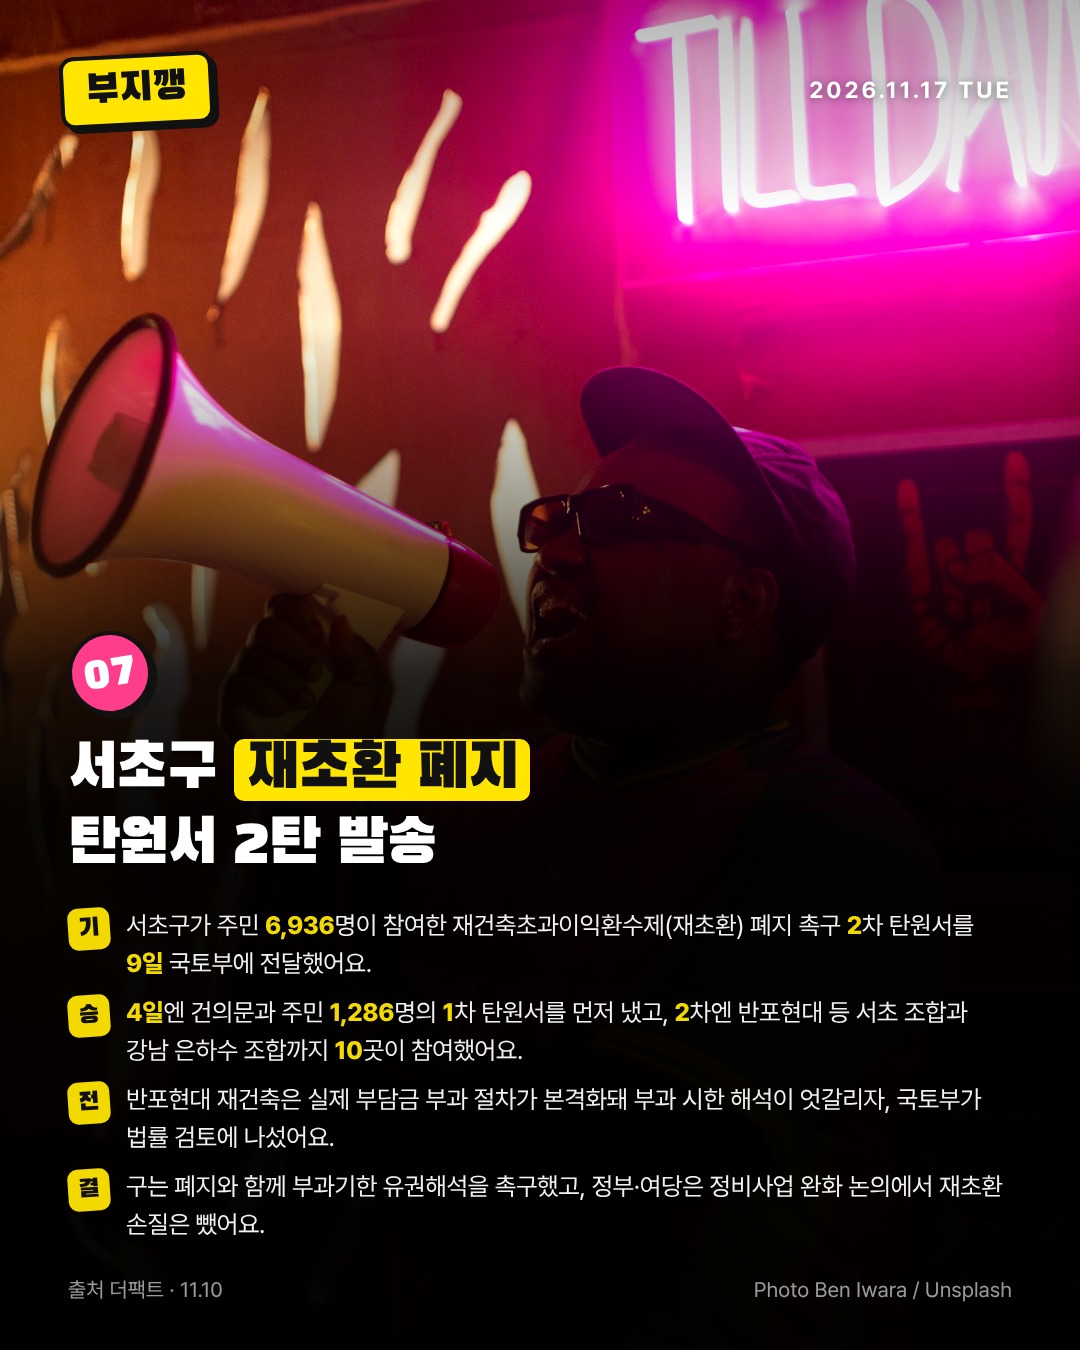 부지깽
2026.11.17 TUE
TILL DAW
07
서초구 재초환 폐지
탄원서 2탄 발송
기 서초구가 주민 6,936명이 참여한 재건축초과이익환수제(재초환) 폐지 촉구 2차 탄원서를
9일 국토부에 전달했어요.
승 4일엔 건의문과 주민 1,286명의 1차 탄원서를 먼저 냈고, 2차엔 반포현대 등 서초 조합과
강남 은하수 조합까지 10곳이 참여했어요.
전 반포현대 재건축은 실제 부담금 부과 절차가 본격화돼 부과 시한 해석이 엇갈리자, 국토부가
법률 검토에 나섰어요.
결 구는 폐지와 함께 부과기한 유권해석을 촉구했고, 정부·여당은 정비사업 완화 논의에서 재초환
손질은 뺐어요.
출처 더팩트 · 11.10
Photo Ben Iwara / Unsplash